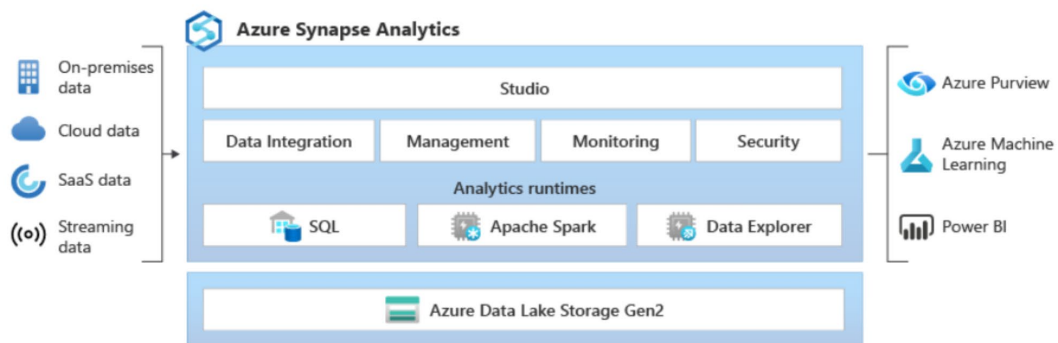 Azure Synapse Analytics
On-premises
data
Cloud data
SaaS data
Streaming
data
Studio
Data Integration
Management
Monitoring
Security
Analytics runtimes
SQL
Apache Spark
Data Explorer
Azure Data Lake Storage Gen2
Azure Purview
Azure Machine
Learning
Power BI